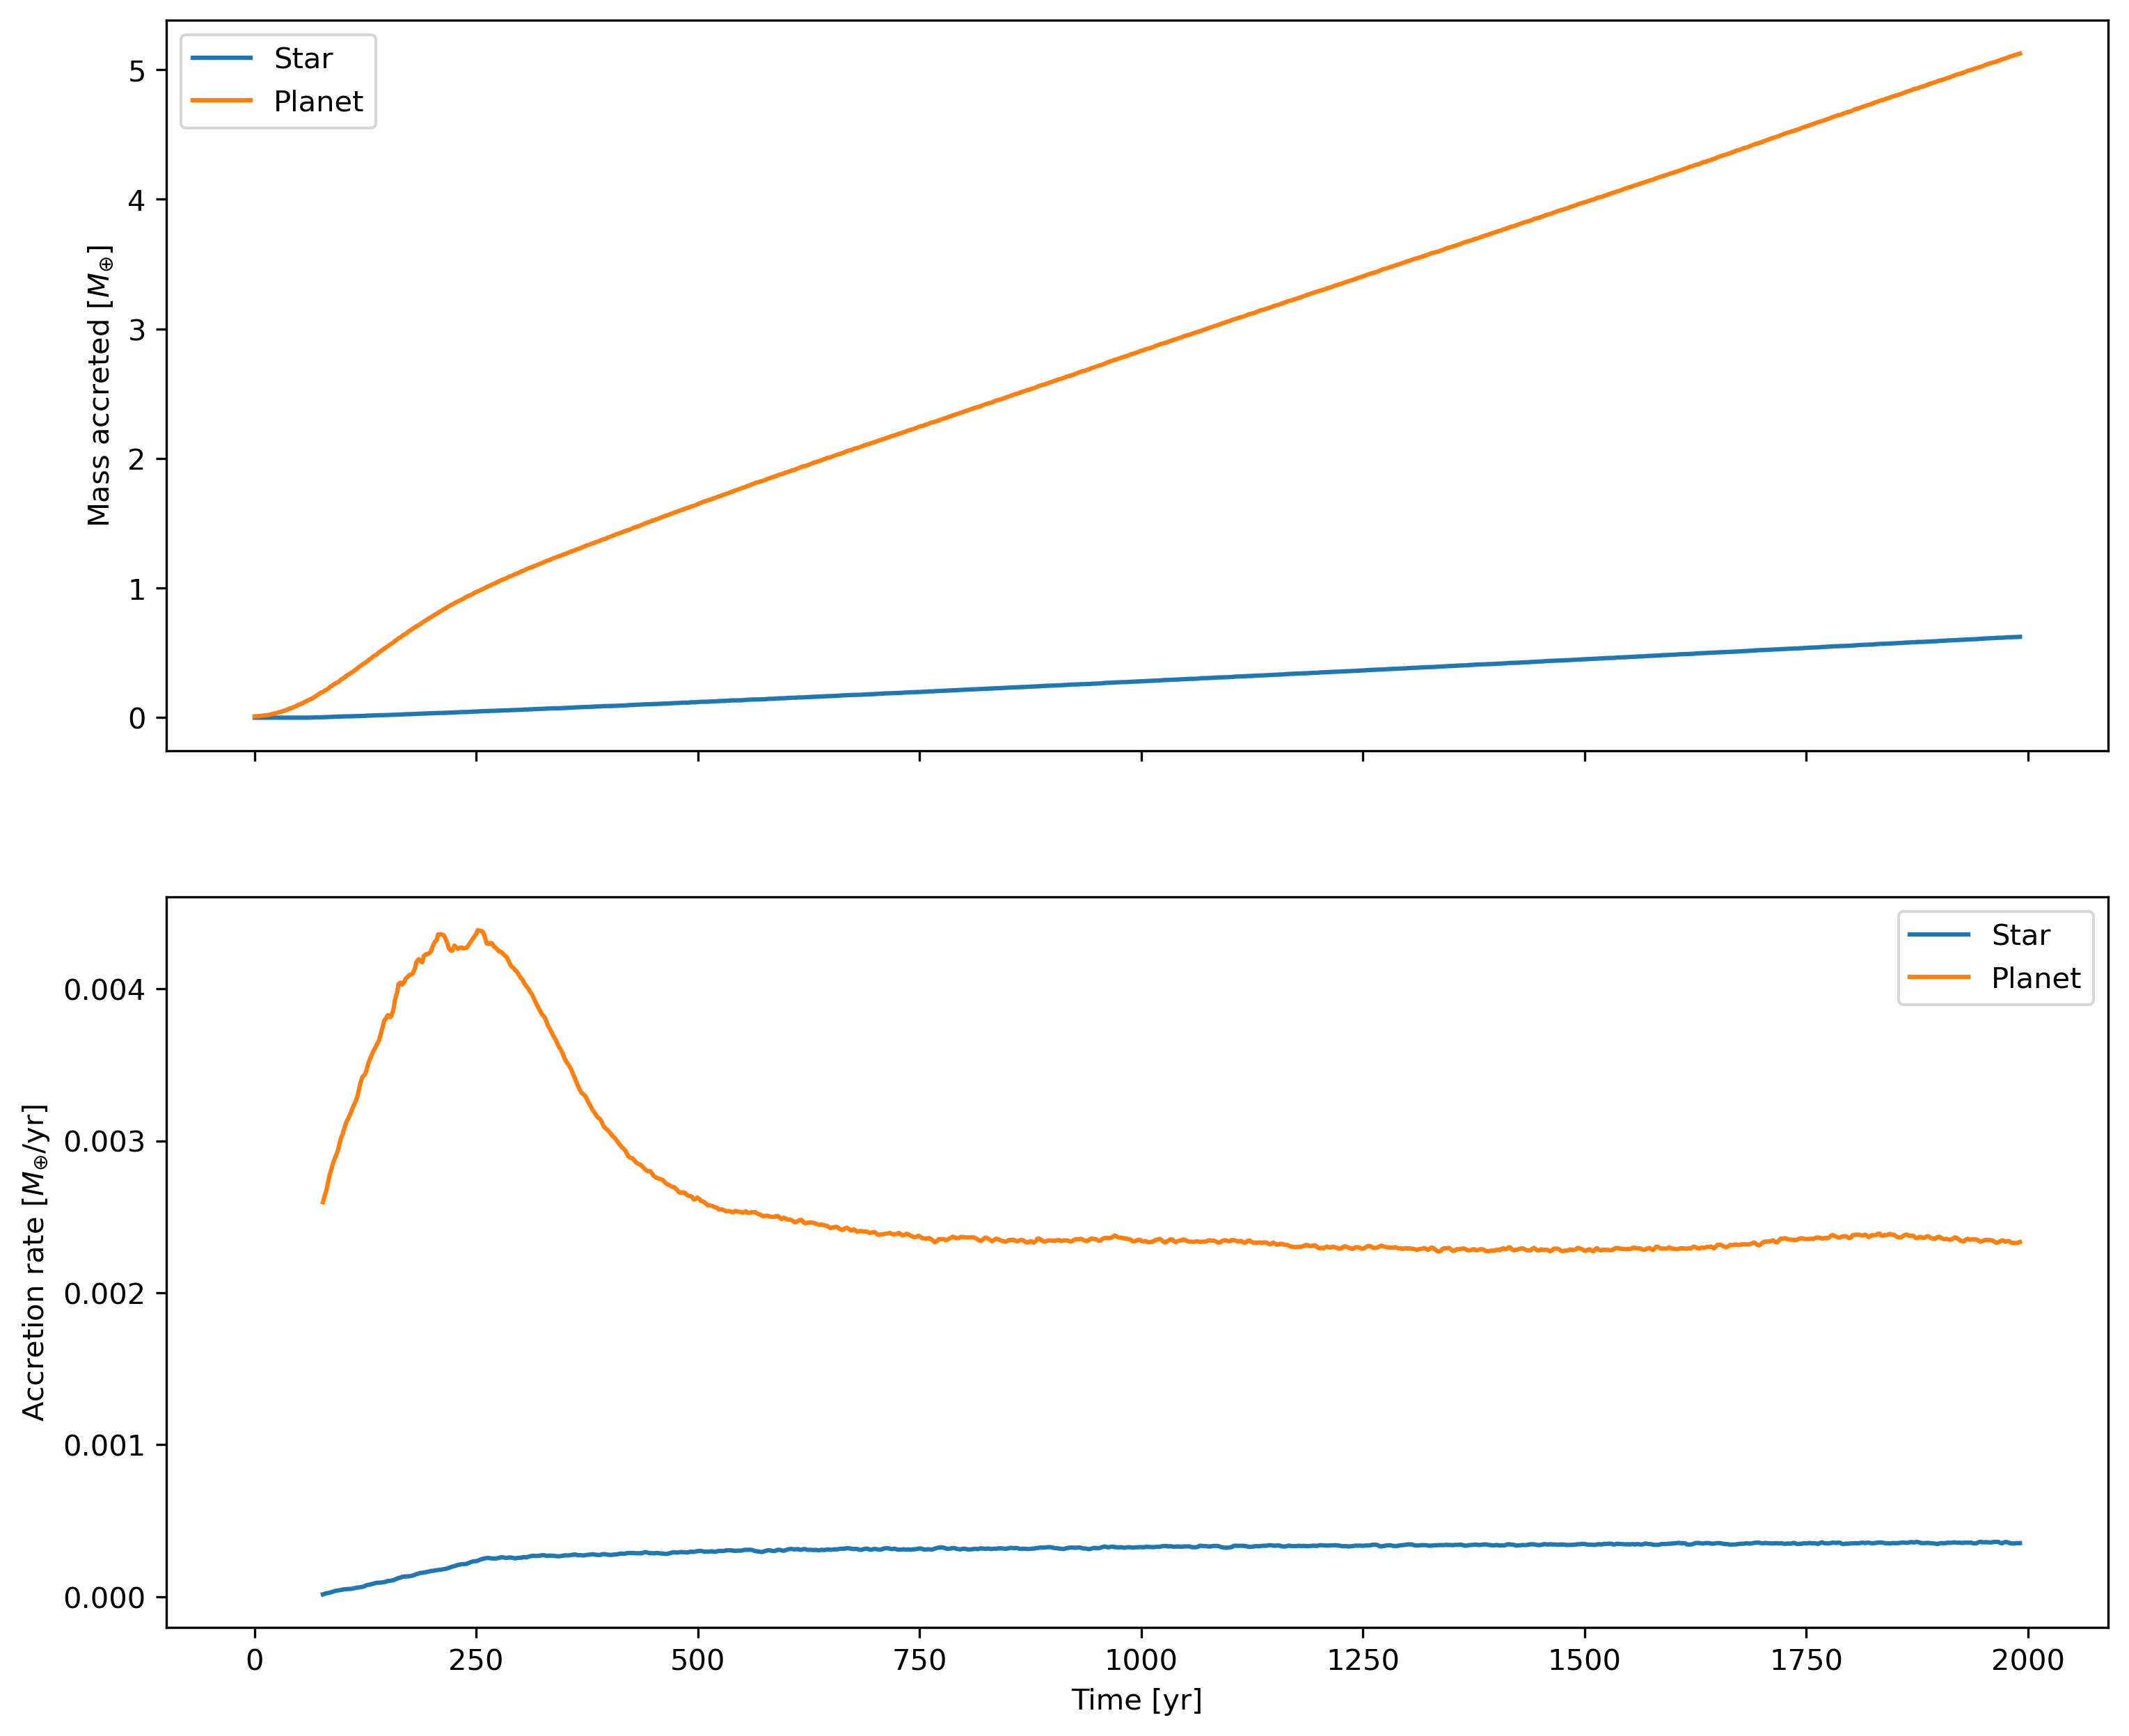 Star
Planet
5
4
3
2
1
0
Mass accreted [M⊕]
Star
Planet
0.004
0.003
0.002
0.001
0.000
Accretion rate [M⊕/yr]
0 250 500 750 1000 1250 1500 1750 2000
Time [yr]